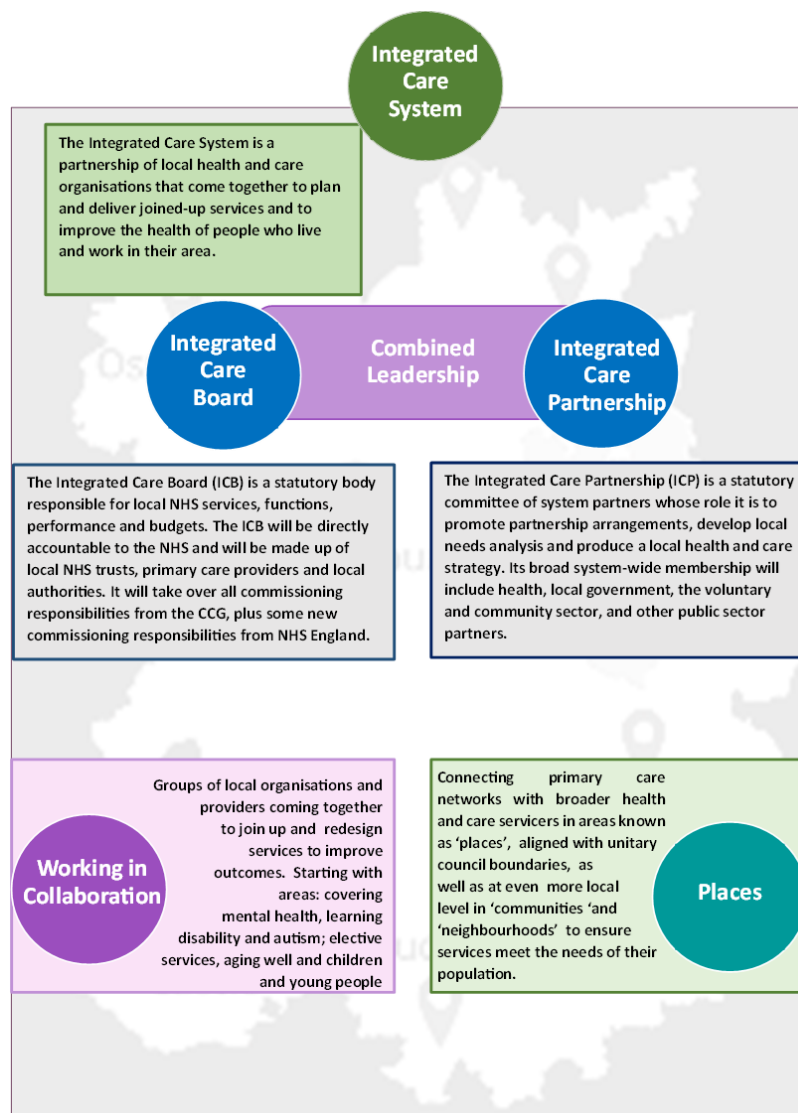 Integrated
Care
System
The Integrated Care System is a
partnership of local health and care
organisations that come together to plan
and deliver joined-up services and to
improve the health of people who live
and work in their area.
Integrated
Care
Board
Combined
Leadership
Integrated
Care
Partnership
The Integrated Care Board (ICB) is a statutory body
responsible for local NHS services, functions,
performance and budgets. The ICB will be directly
accountable to the NHS and will be made up of
local NHS trusts, primary care providers and local
authorities. It will take over all commissioning
responsibilities from the CCG, plus some new
commissioning responsibilities from NHS England.
The Integrated Care Partnership (ICP) is a statutory
committee of system partners whose role it is to
promote partnership arrangements, develop local
needs analysis and produce a local health and care
strategy. Its broad system-wide membership will
include health, local government, the voluntary
and community sector, and other public sector
partners.
Working in
Collaboration
Groups of local organisations and
providers coming together
to join up and redesign
services to improve
outcomes. Starting with
areas: covering
mental health, learning
disability and autism; elective
services, aging well and children
and young people
Connecting primary care
networks with broader health
and care servicers in areas known
as ‘places’, aligned with unitary
council boundaries, as
well as at even more local
level in ‘communities ‘and
‘neighbourhoods’ to ensure
services meet the needs of their
population.
Places